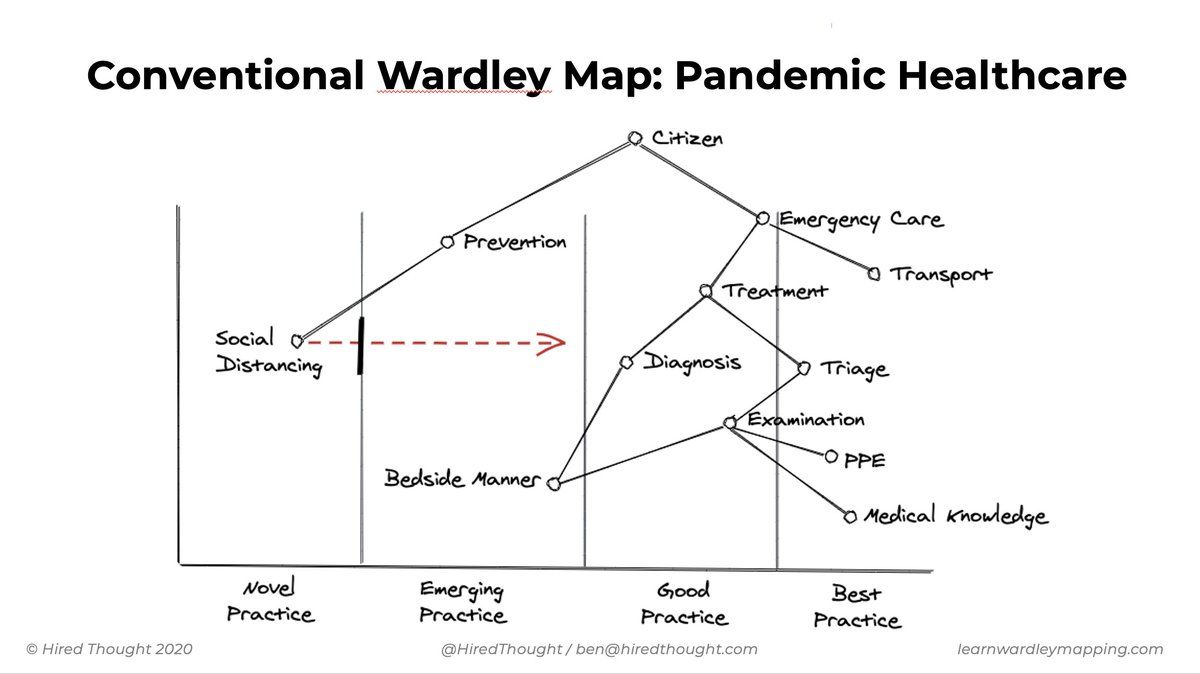 Conventional Wardley Map: Pandemic Healthcare
Citizen
Emergency Care
Prevention
Transport
Treatment
Social
Distancing
Diagnosis
Triage
Examination
PPE
Bedside Manner
Medical Knowledge
Novel
Practice
Emerging
Practice
Good
Practice
Best
Practice
© Hired Thought 2020
@HiredThought / ben@hiredthought.com
learnwardleymapping.com